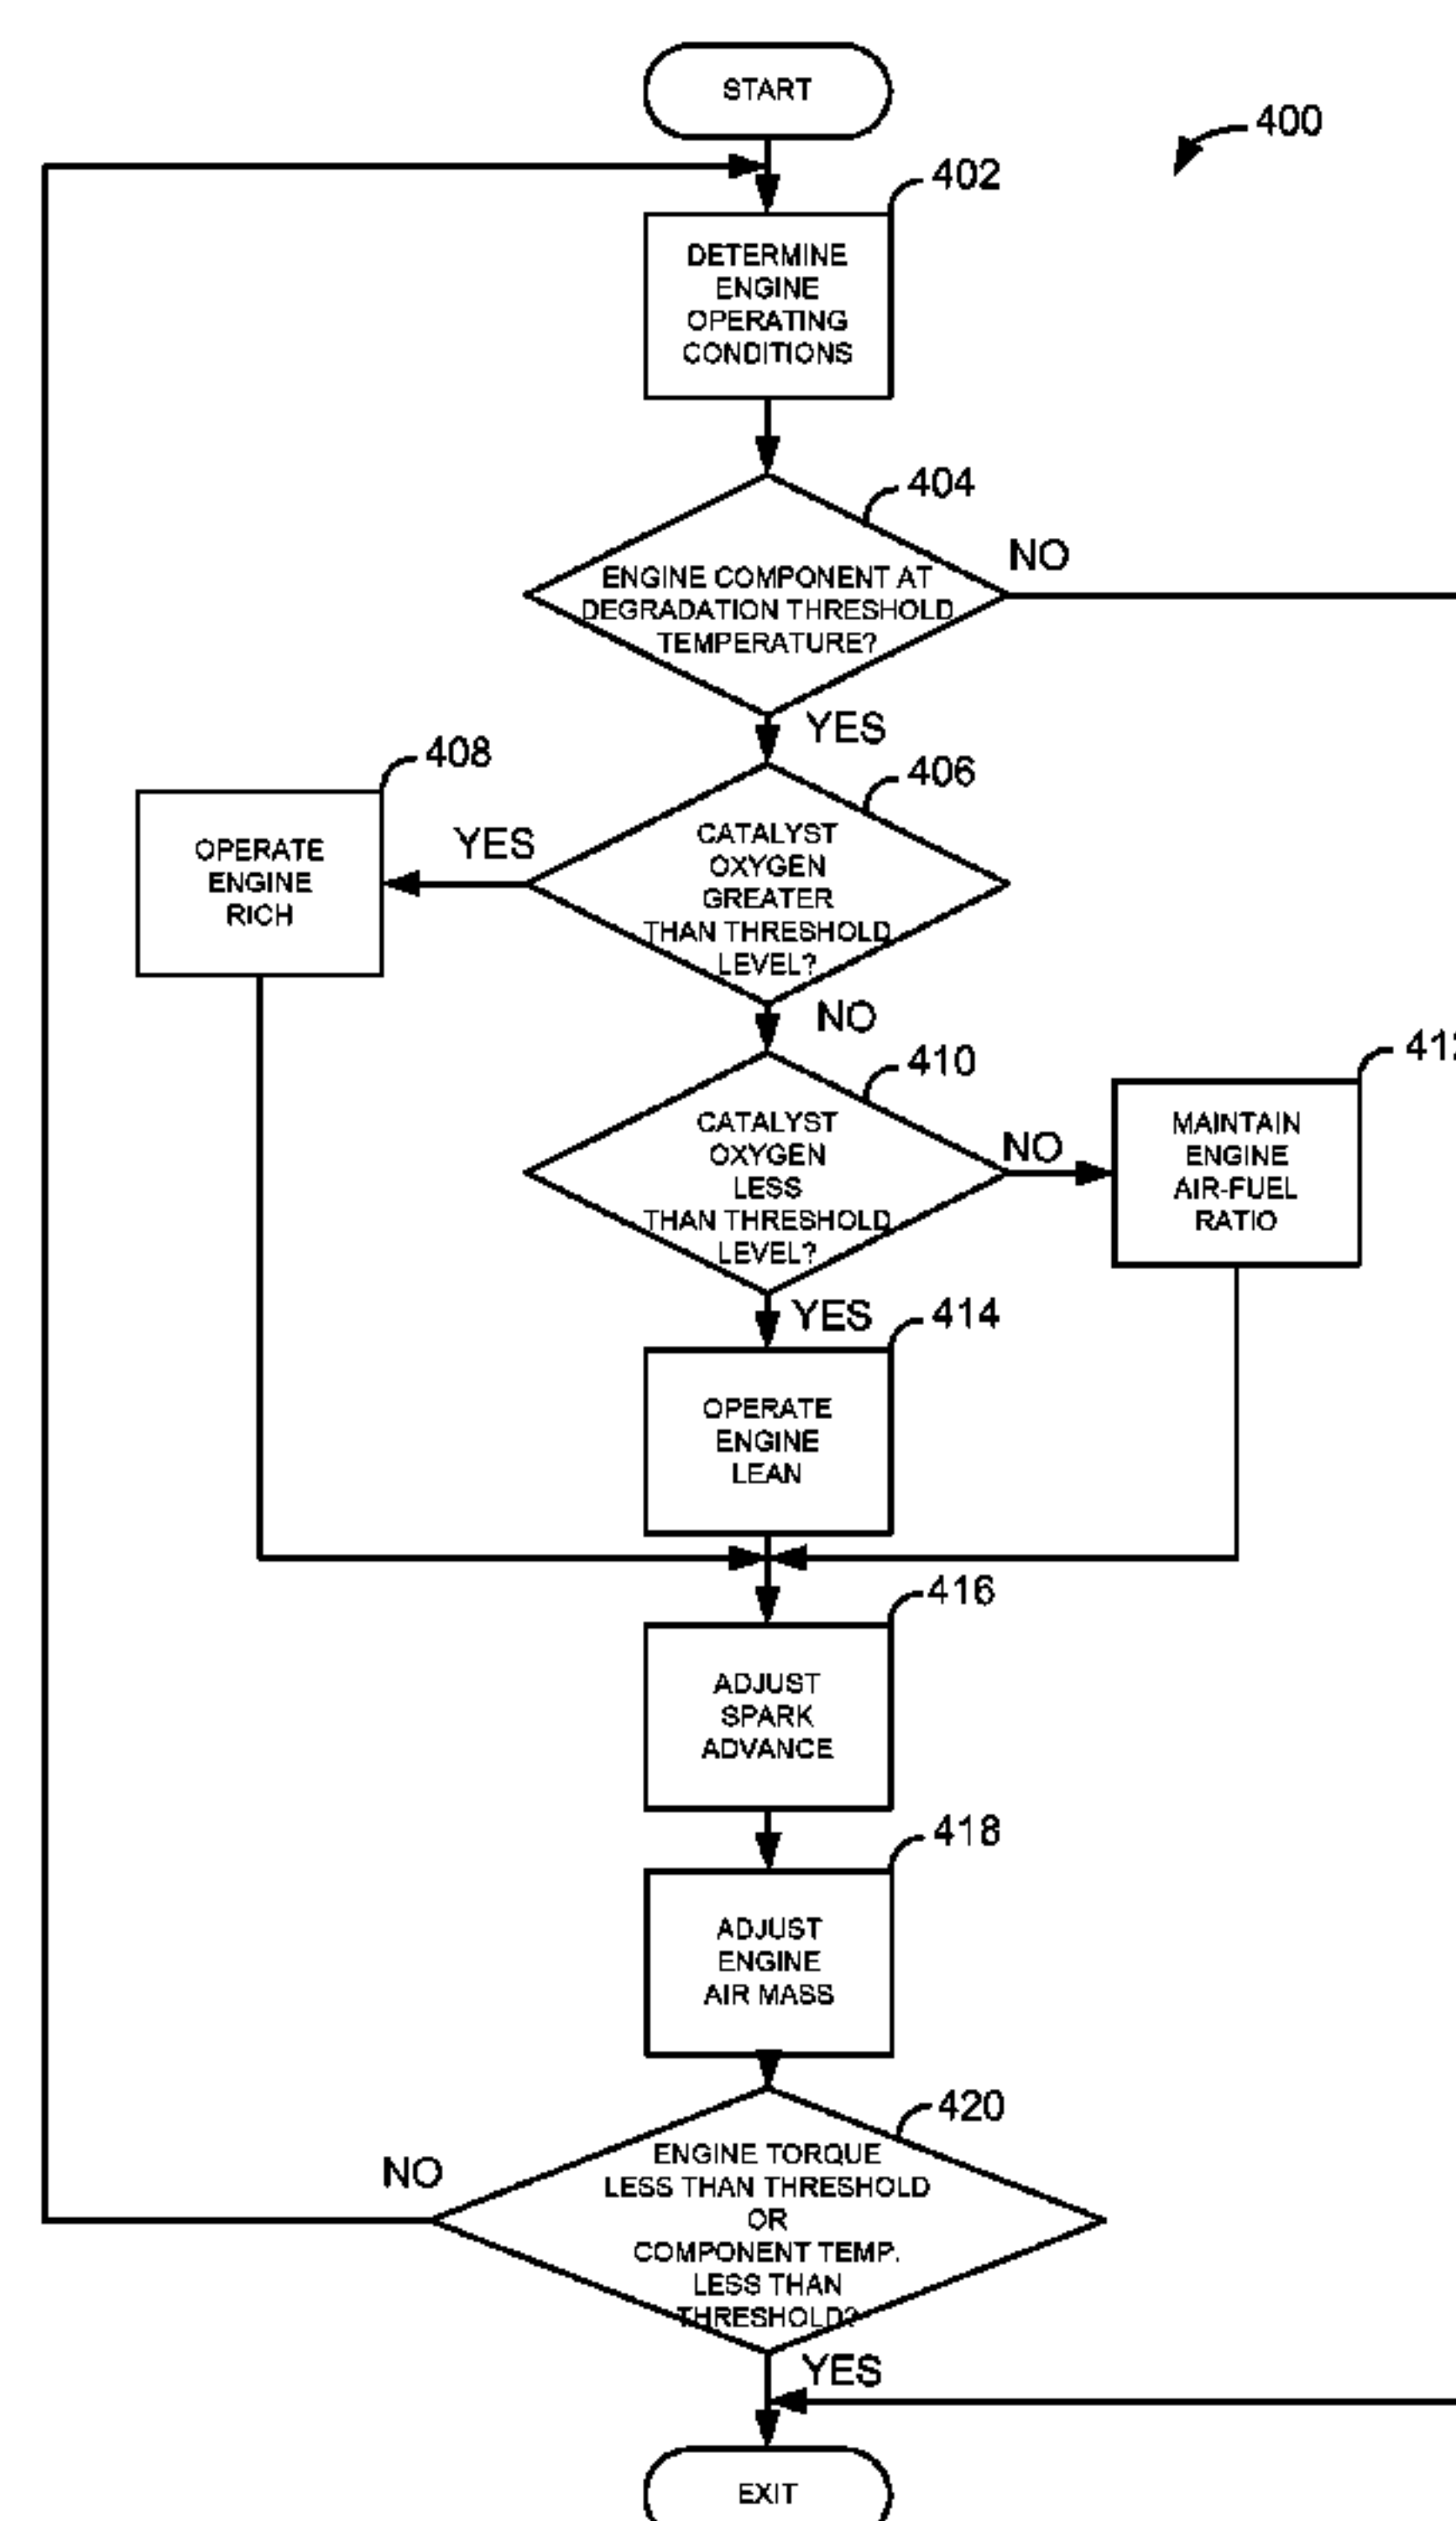 START
400
402
DETERMINE
ENGINE
OPERATING
CONDITIONS
404
NO
ENGINE COMPONENT AT
DEGRADATION THRESHOLD
TEMPERATURE?
YES
408
406
OPERATE
ENGINE
RICH
YES
CATALYST
OXYGEN
GREATER
THAN THRESHOLD
LEVEL?
NO
410
412
CATALYST
OXYGEN
LESS
THAN THRESHOLD
LEVEL?
NO
MAINTAIN
ENGINE
AIR-FUEL
RATIO
YES
414
OPERATE
ENGINE
LEAN
416
ADJUST
SPARK
ADVANCE
418
ADJUST
ENGINE
AIR MASS
420
NO
ENGINE TORQUE
LESS THAN THRESHOLD
OR
COMPONENT TEMP.
LESS THAN
THRESHOLD?
YES
EXIT